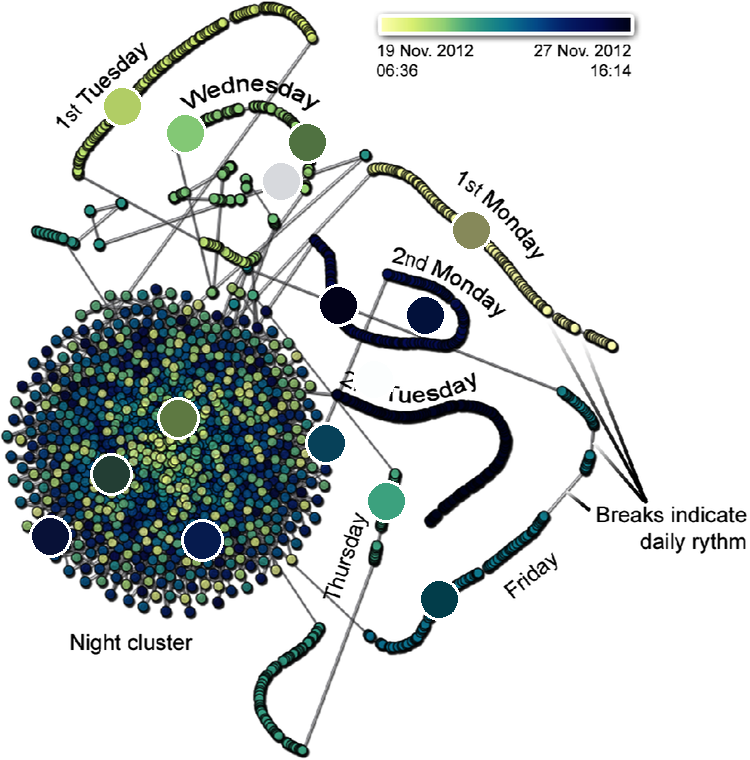 19 Nov. 2012 27 Nov. 2012
06:36 16:14
1st Tuesday
Wednesday
1st Monday
2nd Monday
Tuesday
Breaks indicate
daily rythm
Thursday
Friday
Night cluster